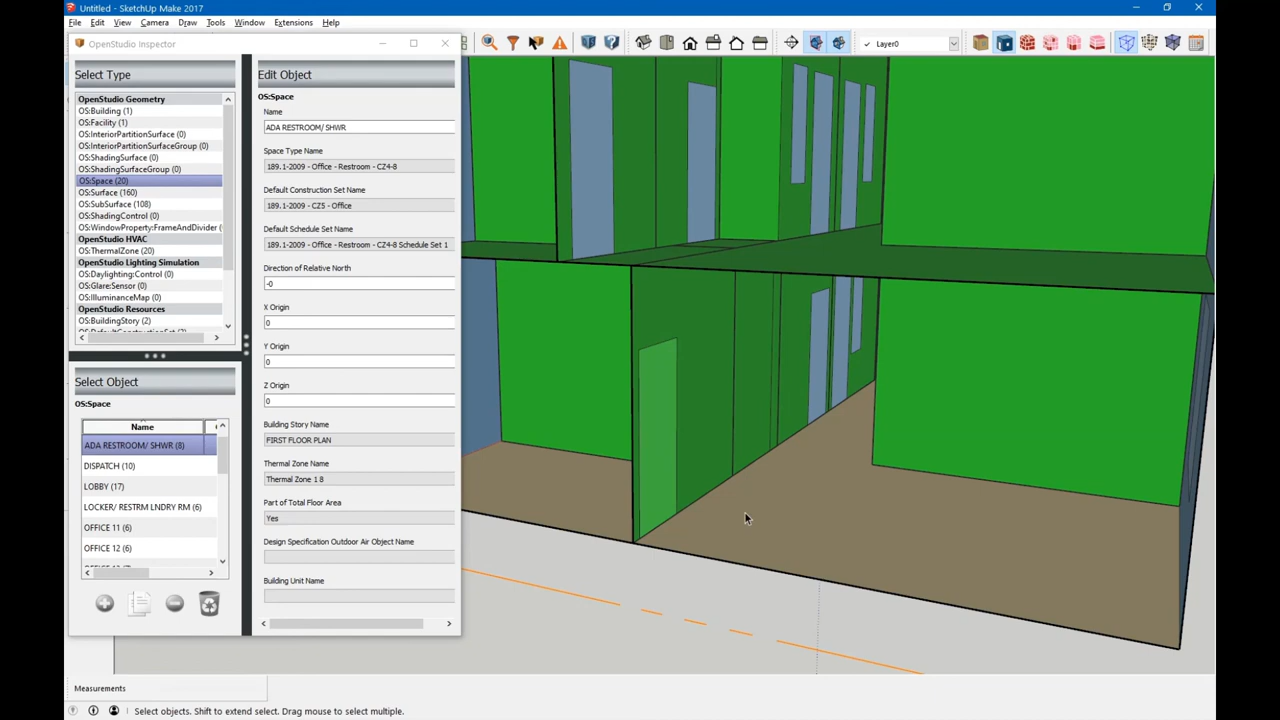 Untitled - SketchUp Make 2017
File Edit View Camera Draw Tools Window Extensions Help
OpenStudio Inspector
Layer0
Select Type
OpenStudio Geometry
OS:Building (1)
OS:Facility (1)
OS:InteriorPartitionSurface (0)
OS:InteriorPartitionSurfaceGroup (0)
OS:ShadingSurface (0)
OS:ShadingSurfaceGroup (0)
OS:Space (20)
OS:Surface (160)
OS:SubSurface (108)
OS:ShadingControl (0)
OS:WindowProperty:FrameAndDivider (
OpenStudio HVAC
OS:ThermalZone (20)
OpenStudio Lighting Simulation
OS:Daylighting:Control (0)
OS:Glare:Sensor (0)
OS:IlluminanceMap (0)
OpenStudio Resources
OS:BuildingStory (2)
Select Object
OS:Space
Name
ADA RESTROOM/ SHWR (8)
DISPATCH (10)
LOBBY (17)
LOCKER/ RESTRM LNDRY RM (6)
OFFICE 11 (6)
OFFICE 12 (6)
Edit Object
OS:Space
Name
ADA RESTROOM/ SHWR
Space Type Name
189.1-2009 - Office - Restroom - CZ4-8
Default Construction Set Name
189.1-2009 - CZ5 - Office
Default Schedule Set Name
189.1-2009 - Office - Restroom - CZ4-8 Schedule Set 1
Direction of Relative North
-0
X Origin
0
Y Origin
0
Z Origin
0
Building Story Name
FIRST FLOOR PLAN
Thermal Zone Name
Thermal Zone 1 8
Part of Total Floor Area
Yes
Design Specification Outdoor Air Object Name
Building Unit Name
Measurements
Select objects. Shift to extend select. Drag mouse to select multiple.